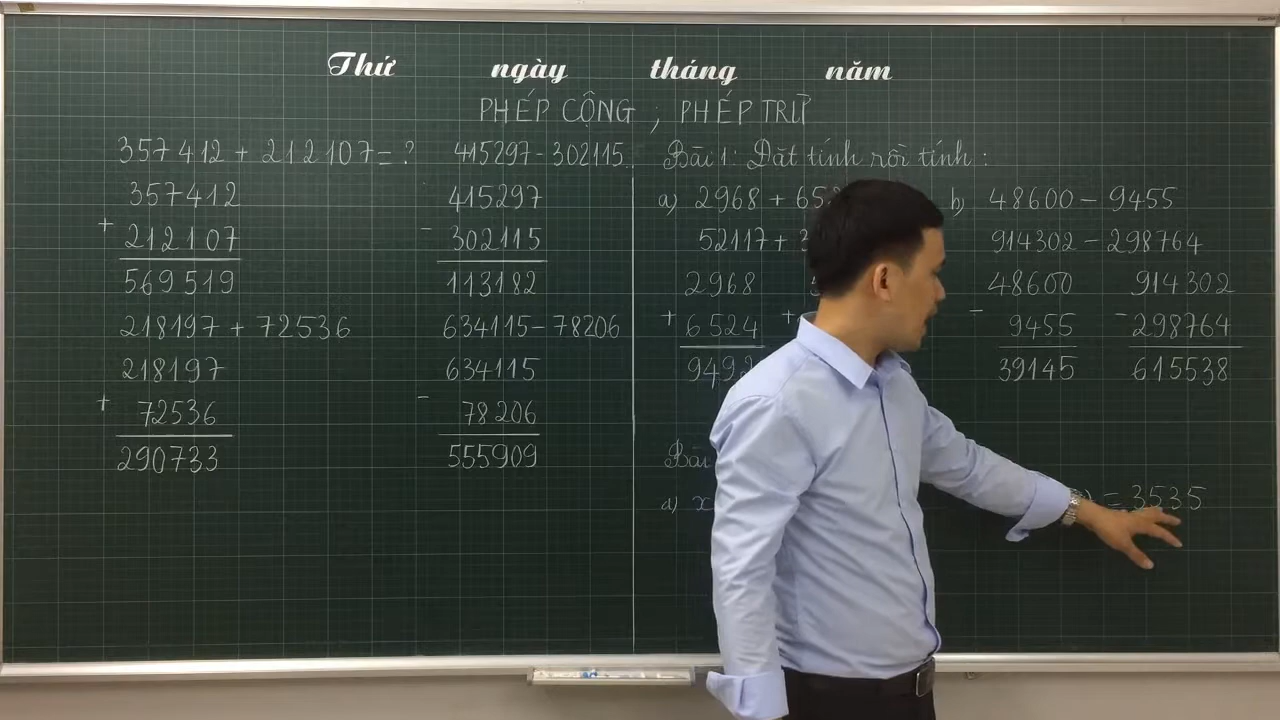 Thứ ngày tháng năm
PHÉP CỘNG ; PHÉP TRỪ
357412 + 212107 = ?
357412
+
212107
569519
218197 + 72536
218197
+
72536
290733
415297 - 302115
415297
-
302115
113182
634115 - 78206
634115
-
78206
555909
Bài 1: Đặt tính rồi tính :
a) 2968 + 65
52117 +
2968
+
6524
949
+
b) 48600 - 9455
914302 - 298764
48600
-
9455
39145
914302
-
298764
615538
Bài
a) x
= 3535